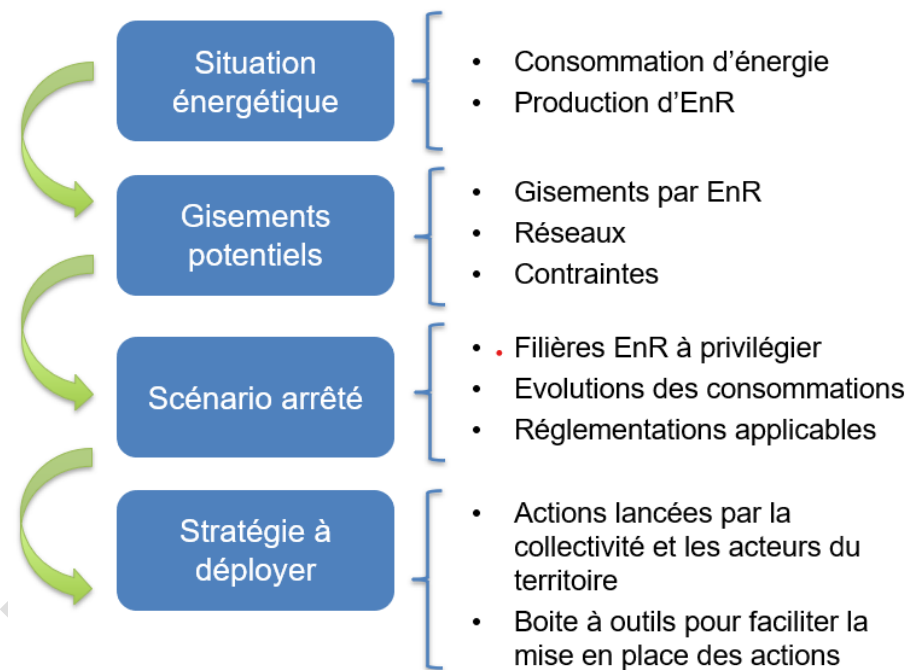 Situation
énergétique
• Consommation d’énergie
• Production d’EnR
Gisements
potentiels
• Gisements par EnR
• Réseaux
• Contraintes
Scénario arrêté
• Filières EnR à privilégier
• Evolutions des consommations
• Réglementations applicables
Stratégie à
déployer
• Actions lancées par la
collectivité et les acteurs du
territoire
• Boite à outils pour faciliter la
mise en place des actions